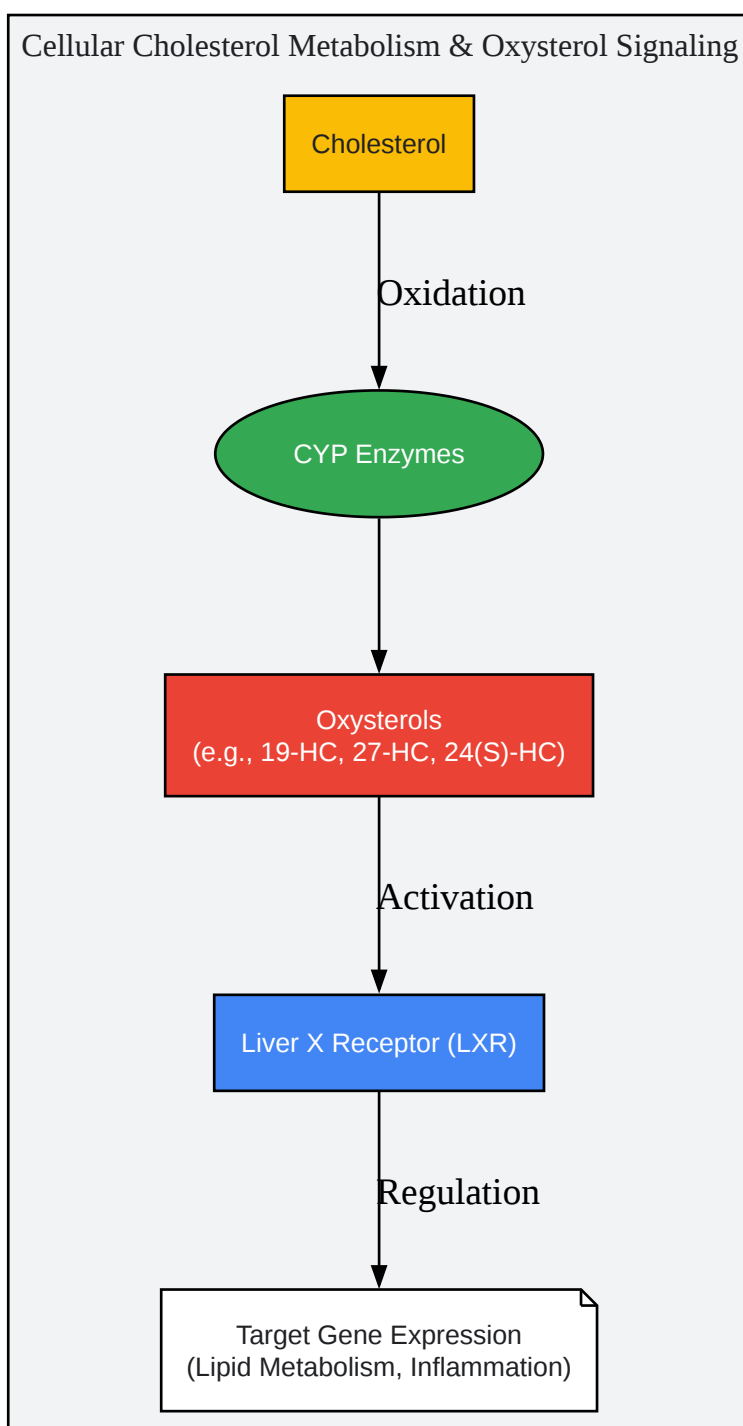 Cellular Cholesterol Metabolism & Oxysterol Signaling
Cholesterol
Oxidation
CYP Enzymes
Oxysterols
(e.g., 19-HC, 27-HC, 24(S)-HC)
Activation
Liver X Receptor (LXR)
Regulation
Target Gene Expression
(Lipid Metabolism, Inflammation)